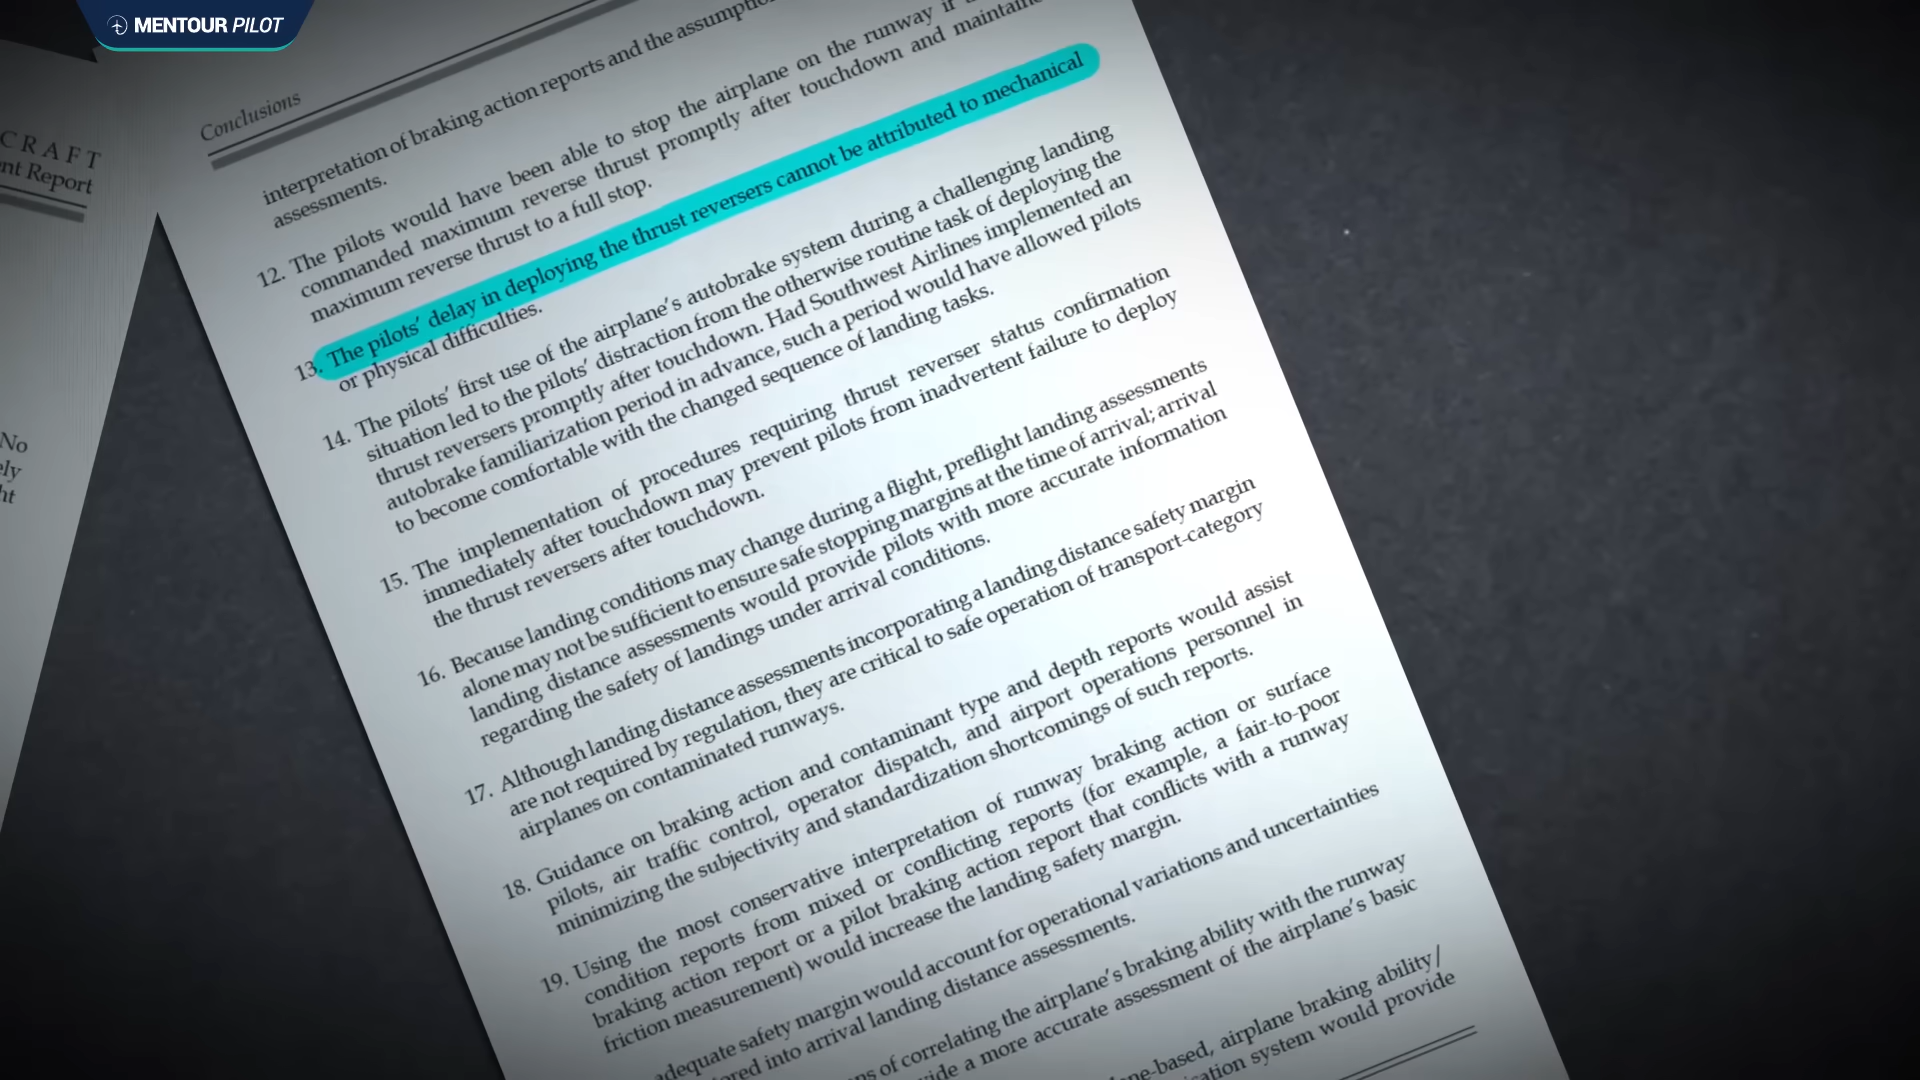 MENTOUR PILOT
CRAFT
nt Report
No
ely
ht
Conclusions
interpretation of braking action reports and the
assessments.
12. The pilots would have been able to stop the airplane on the runway if
commanded maximum reverse thrust promptly after touchdown and
maximum reverse thrust to a full stop.
13. The pilots' delay in deploying the thrust reversers cannot be attributed to mechanical
or physical difficulties.
14. The pilots' first use of the airplane's autobrake system during a challenging landing
situation led to the pilots' distraction from the otherwise routine task of deploying the
thrust reversers promptly after touchdown. Had Southwest Airlines implemented an
autobrake familiarization period in advance, such a period would have allowed pilots
to become comfortable with the changed sequence of landing tasks.
15. The implementation of procedures requiring thrust reverser status confirmation
immediately after touchdown may prevent pilots from inadvertent failure to deploy
the thrust reversers after touchdown.
16. Because landing conditions may change during a flight, preflight landing assessments
alone may not be sufficient to ensure safe stopping margins at the time of arrival; arrival
landing distance assessments would provide pilots with more accurate information
regarding the safety of landings under arrival conditions.
17. Although landing distance assessments incorporating a landing distance safety margin
are not required by regulation, they are critical to safe operation of transport-category
airplanes on contaminated runways.
18. Guidance on braking action and contaminant type and depth reports would assist
pilots, air traffic control, operator dispatch, and airport operations personnel in
minimizing the subjectivity and standardization shortcomings of such reports.
19. Using the most conservative interpretation of runway braking action or surface
condition reports from mixed or conflicting reports (for example, a fair-to-poor
braking action report or a pilot braking action report that conflicts with a runway
friction measurement) would increase the landing safety margin.
adequate safety margin would account for operational variations and uncertainties
ored into arrival landing distance assessments.
ns of correlating the airplane's braking ability with the runway
vide a more accurate assessment of the airplane's basic
ne-based, airplane braking ability/
cation system would provide